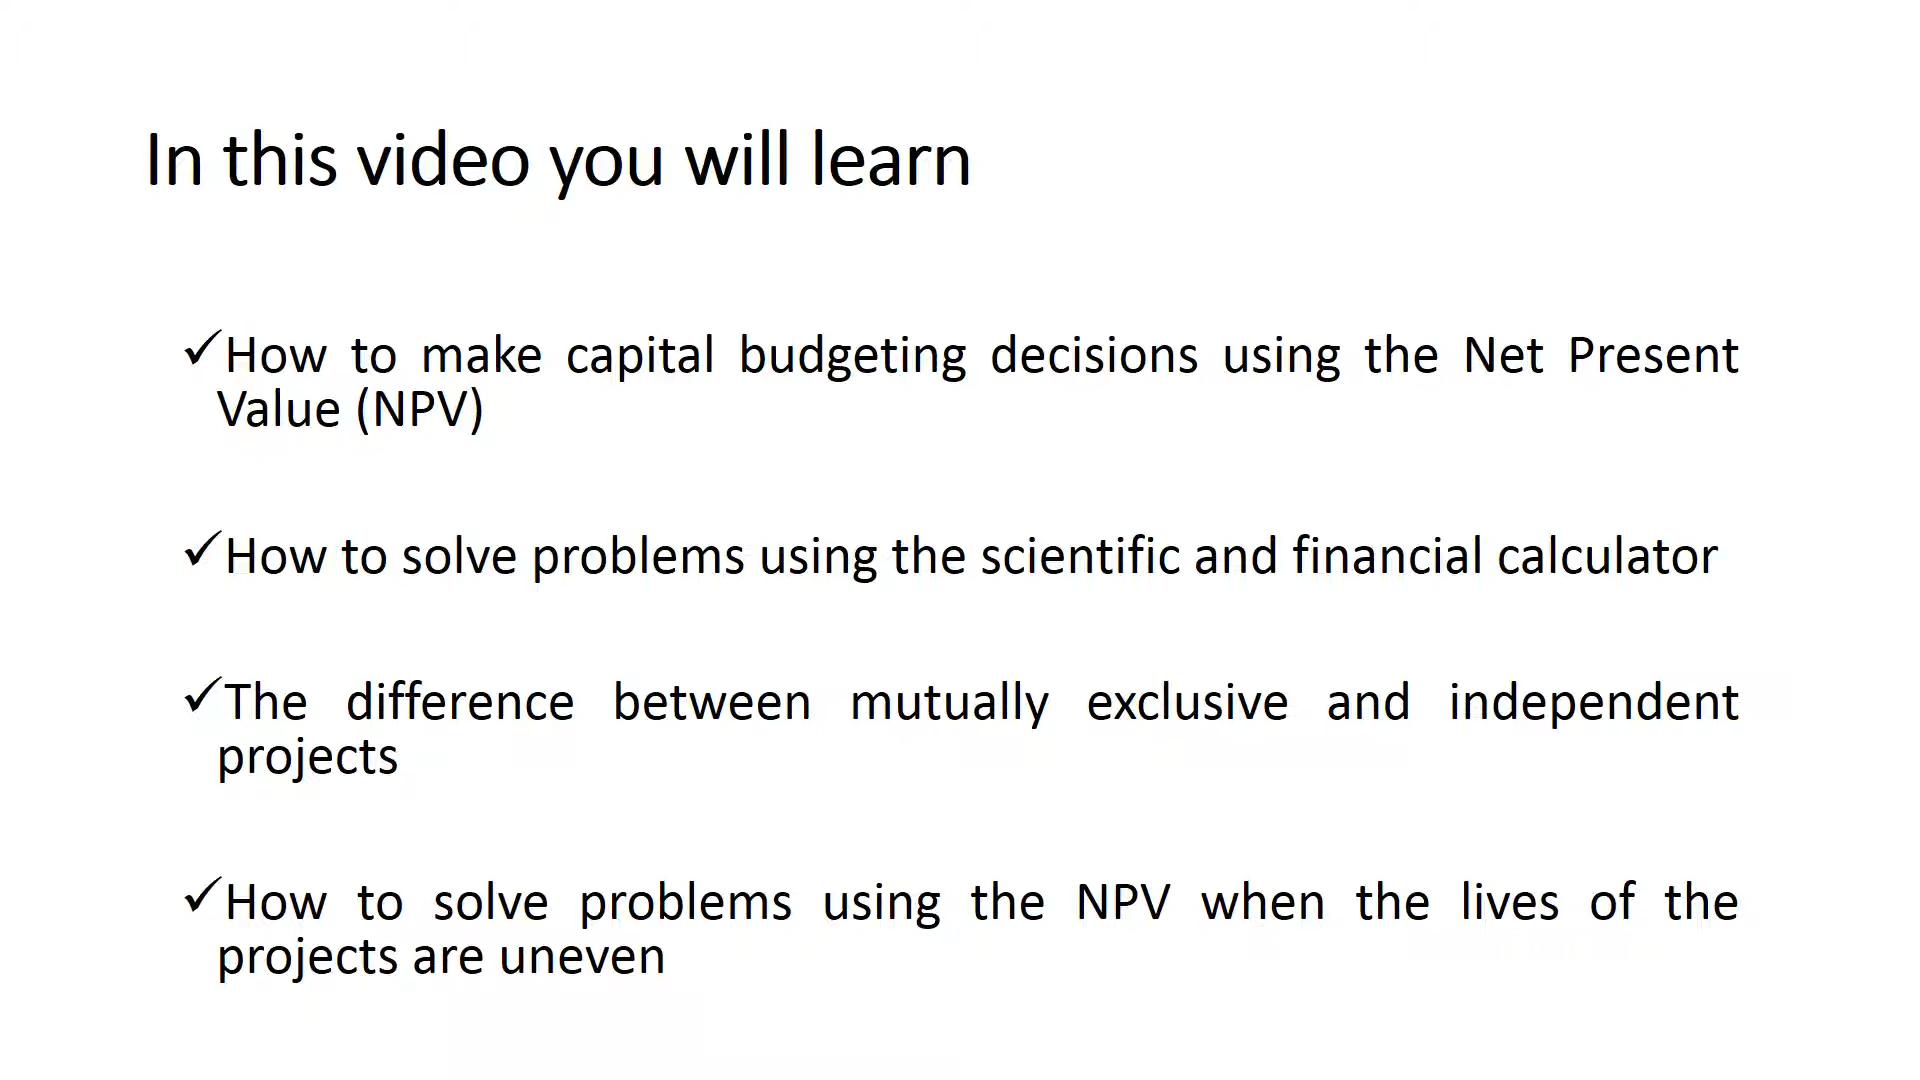 In this video you will learn
✓How to make capital budgeting decisions using the Net Present
Value (NPV)
✓How to solve problems using the scientific and financial calculator
✓The difference between mutually exclusive and independent
projects
✓How to solve problems using the NPV when the lives of the
projects are uneven